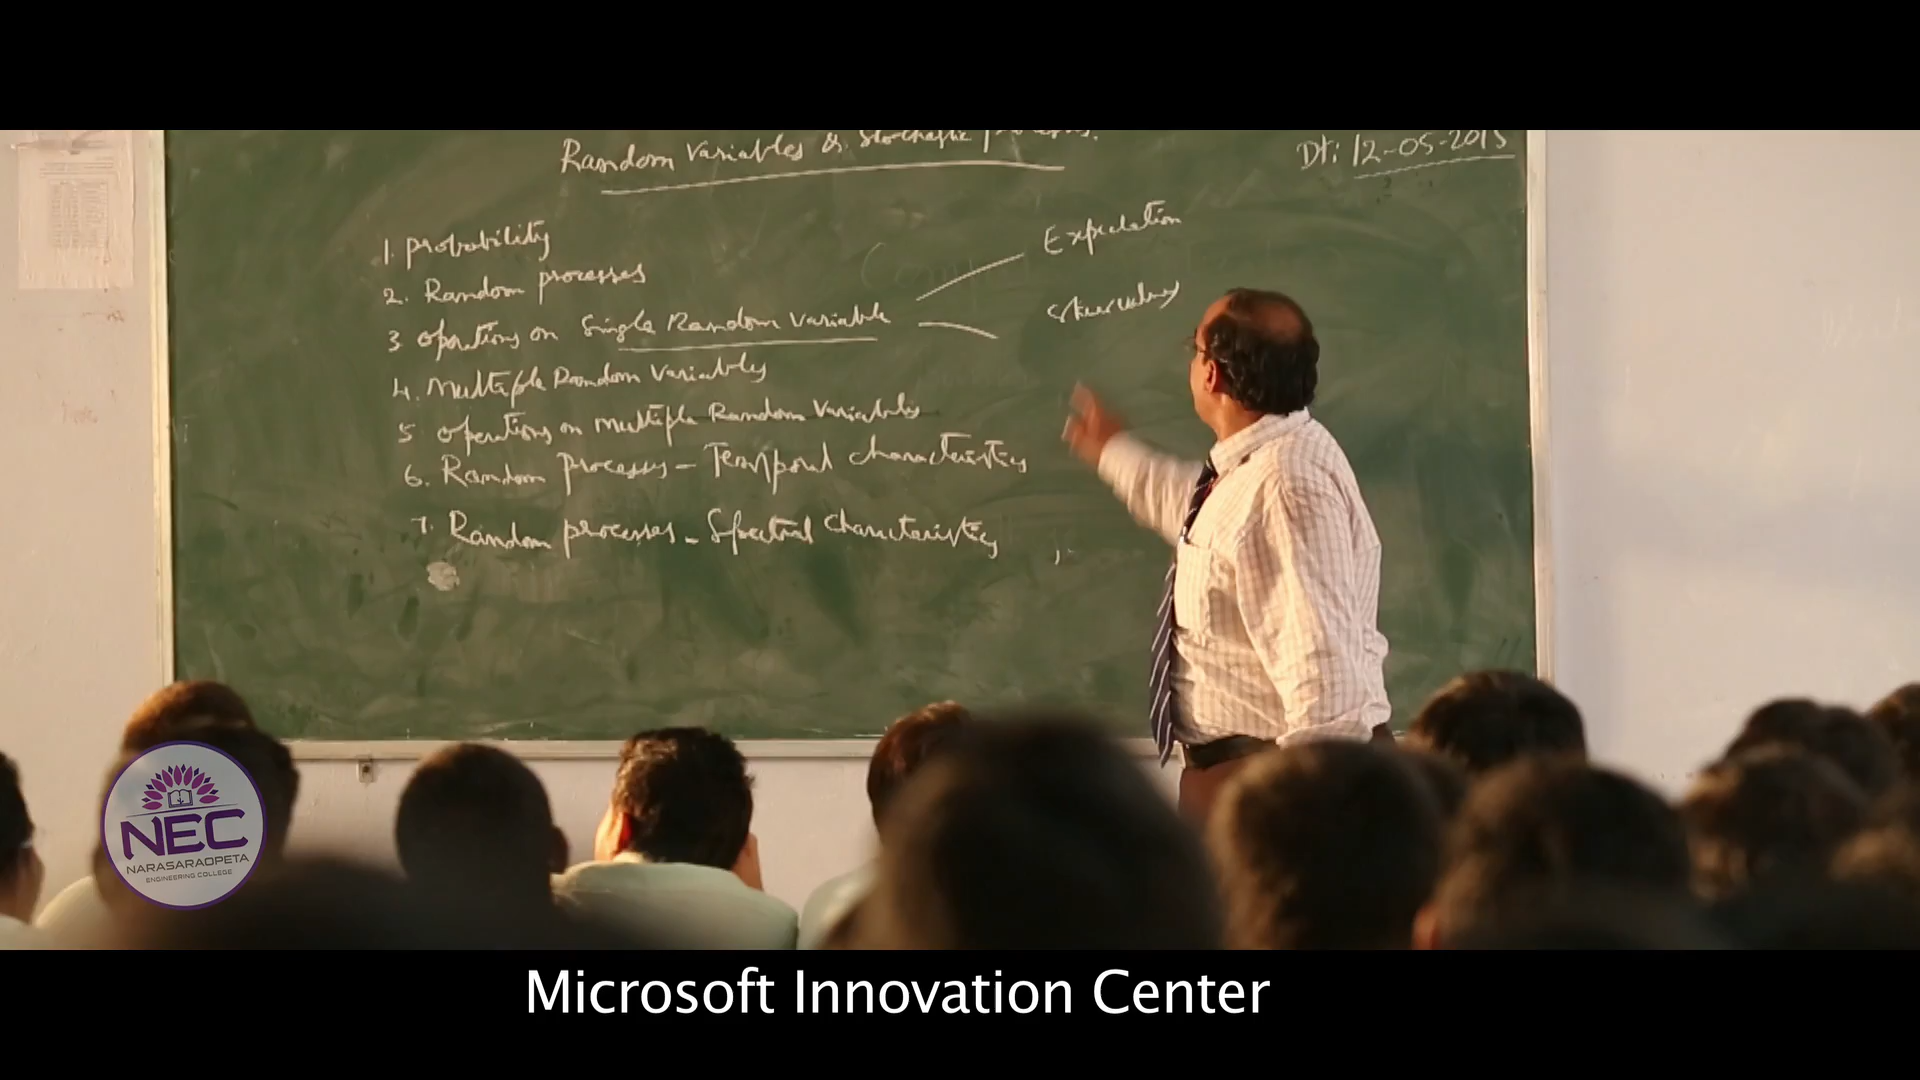 Random Variables & Stochastic processes.
Dt: 12-05-2015
1. probability
2. Random processes
3 operations on Single Random Variable
Expectation
4. Multiple Random Variables
5 operations on multiple Random Variables
6. Random processes - Temporal characteristics
7. Random processes - Spectral characteristics
NEC
NARASARAOPETA
ENGINEERING COLLEGE
Microsoft Innovation Center